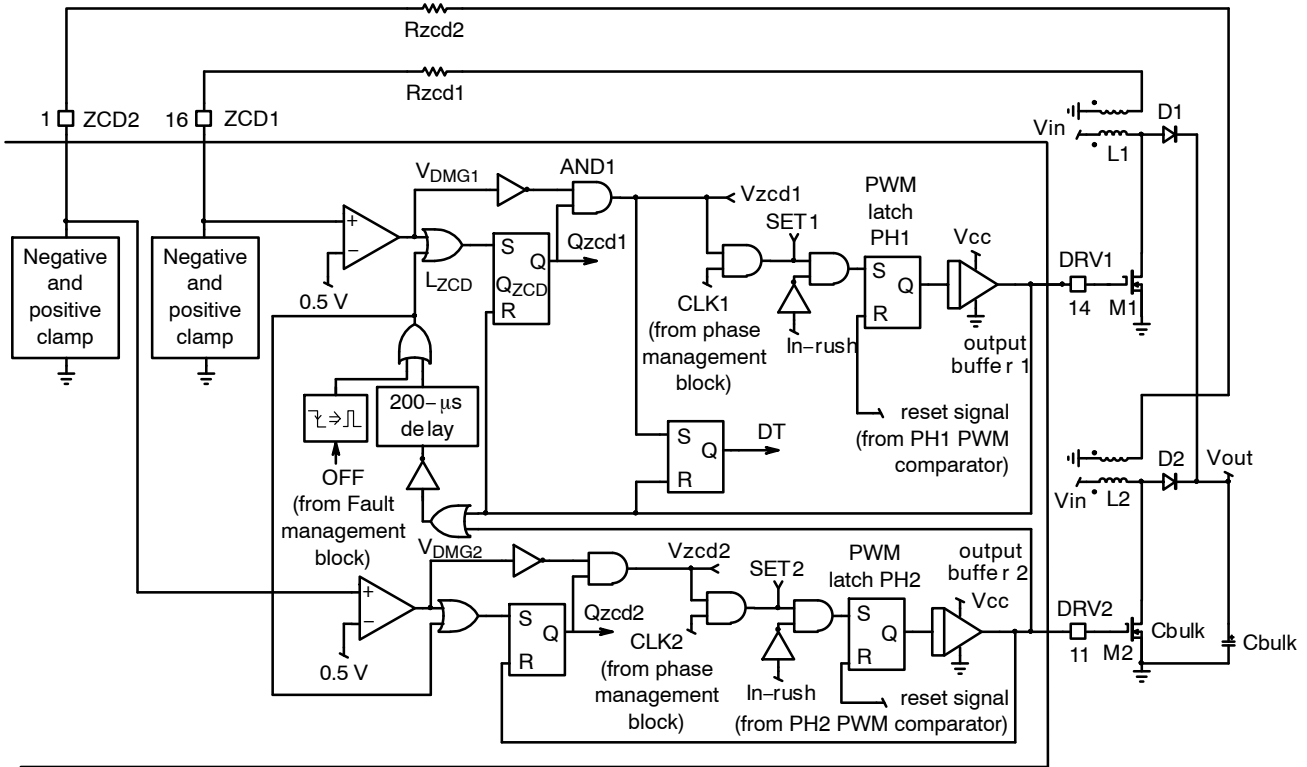 Rzcd2
Rzcd1
1 ZCD2
16 ZCD1
Vin
D1
L1
Negative
and
positive
clamp
Negative
and
positive
clamp
VDMG1
AND1
Vzcd1
+
−
0.5 V
LZCD
S
Q
QZCD
R
Qzcd1
SET1
PWM
latch
PH1
S
Q
R
Vcc
DRV1
14
M1
CLK1
(from phase
management
block)
In−rush
output
buffe r 1
reset signal
(from PH1 PWM
comparator)
200−μs
delay
OFF
(from Fault
management
block)
S
Q
R
DT
D2
Vout
Vin
L2
VDMG2
Vzcd2
+
−
0.5 V
S
Q
R
Qzcd2
SET2
PWM
latch PH2
S
Q
R
output
buffe r 2
Vcc
DRV2
11
M2
Cbulk
Cbulk
CLK2
(from phase
management
block)
In−rush
reset signal
(from PH2 PWM comparator)